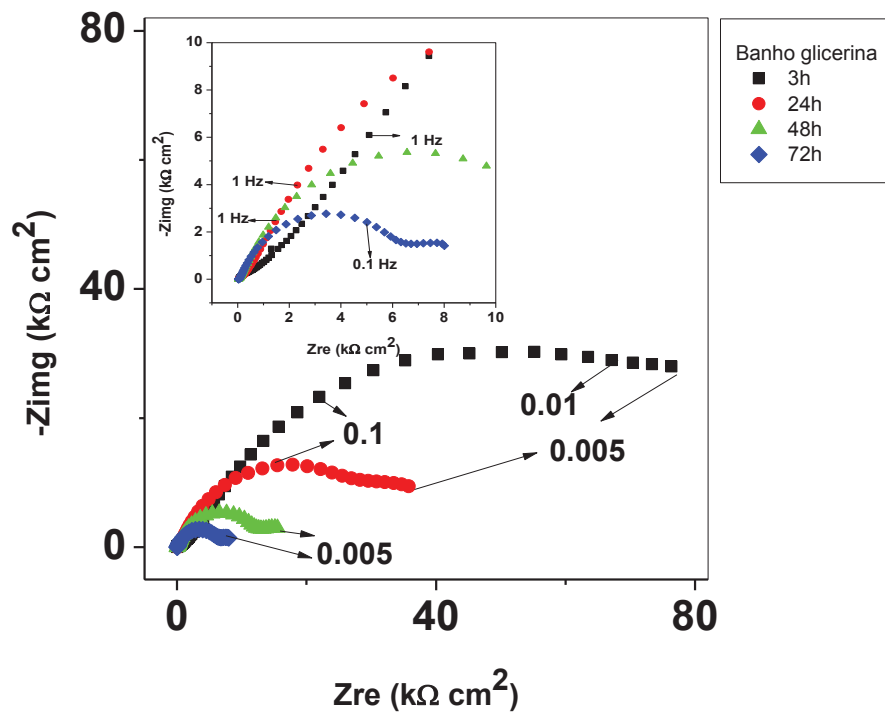 80
40
0
-Zimg (kΩ cm²)
0
40
80
Zre (kΩ cm²)
10
8
6
4
2
0
-Zimg (kΩ cm²)
0
2
4
6
8
10
Zre (kΩ cm²)
1 Hz
1 Hz
1 Hz
0.1 Hz
0.1
0.01
0.005
0.005
Banho glicerina
3h
24h
48h
72h